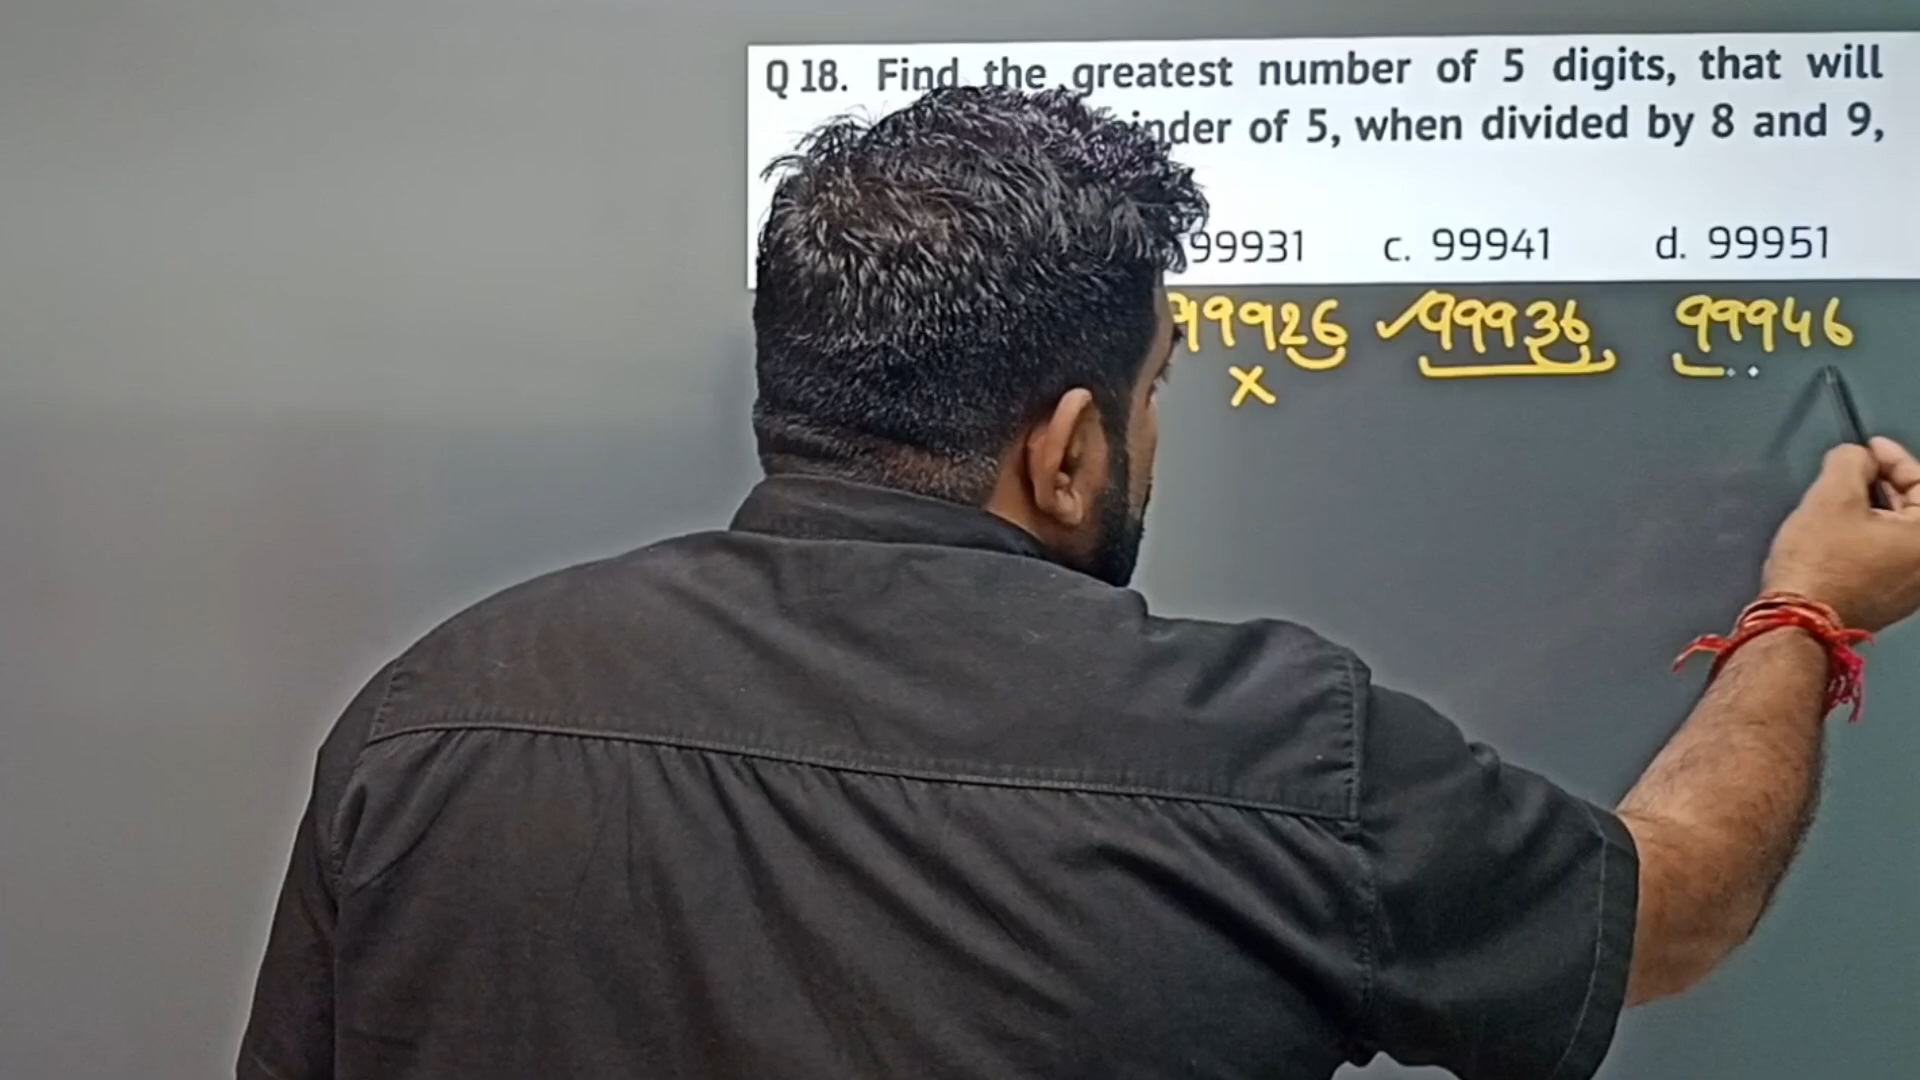 Q 18. Find the greatest number of 5 digits, that will
of 5, when divided by 8 and 9,
99931 c. 99941 d. 99951
99926 ✓99936 99946
×